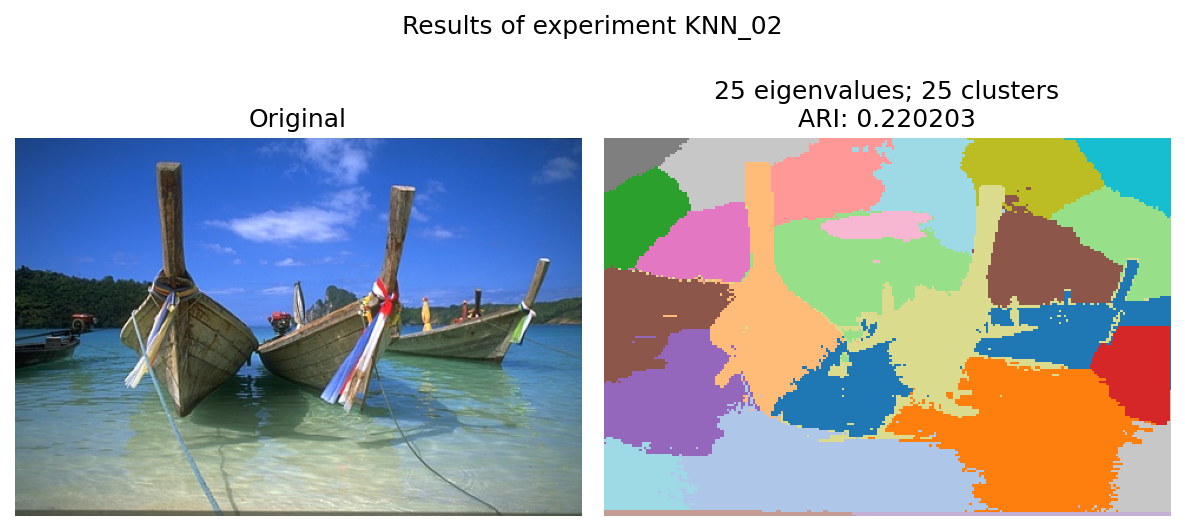 Results of experiment KNN_02
Original
25 eigenvalues; 25 clusters
ARI: 0.220203